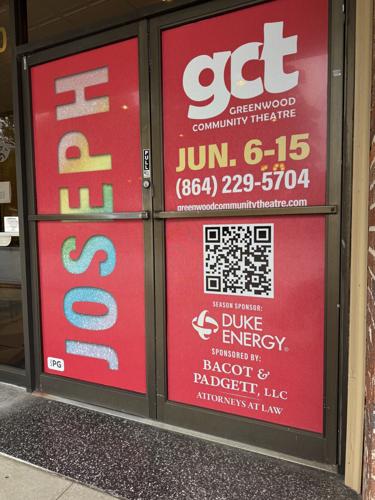 JOSEPH
PG
gct
GREENWOOD
COMMUNITY THEATRE
JUN. 6-15
(864) 229-5704
greenwoodcommunitytheatre.com
PULL
SEASON SPONSOR:
DUKE
ENERGY®
SPONSORED BY:
BACOT &
PADGETT, LLC
ATTORNEYS AT LAW